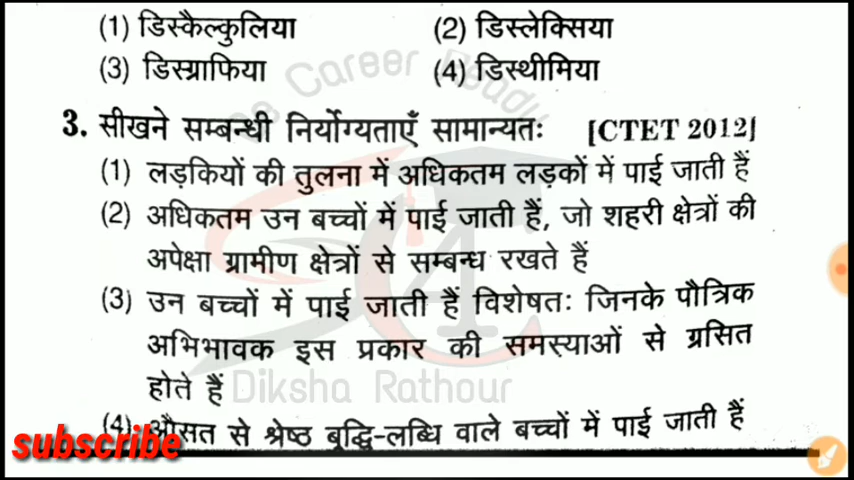 (1) डिस्कैल्कुलिया (2) डिस्लेक्सिया
(3) डिस्ग्राफिया (4) डिस्थीमिया
3. सीखने सम्बन्धी निर्योग्यताएँ सामान्यतः [CTET 2012]
(1) लड़कियों की तुलना में अधिकतम लड़कों में पाई जाती हैं
(2) अधिकतम उन बच्चों में पाई जाती हैं, जो शहरी क्षेत्रों की
अपेक्षा ग्रामीण क्षेत्रों से सम्बन्ध रखते हैं
(3) उन बच्चों में पाई जाती हैं विशेषतः जिनके पौत्रिक
अभिभावक इस प्रकार की समस्याओं से ग्रसित
होते हैं
Diksha Rathour
(4) औसत से श्रेष्ठ बुद्धि-लब्धि वाले बच्चों में पाई जाती हैं
subscribe
Career Ready